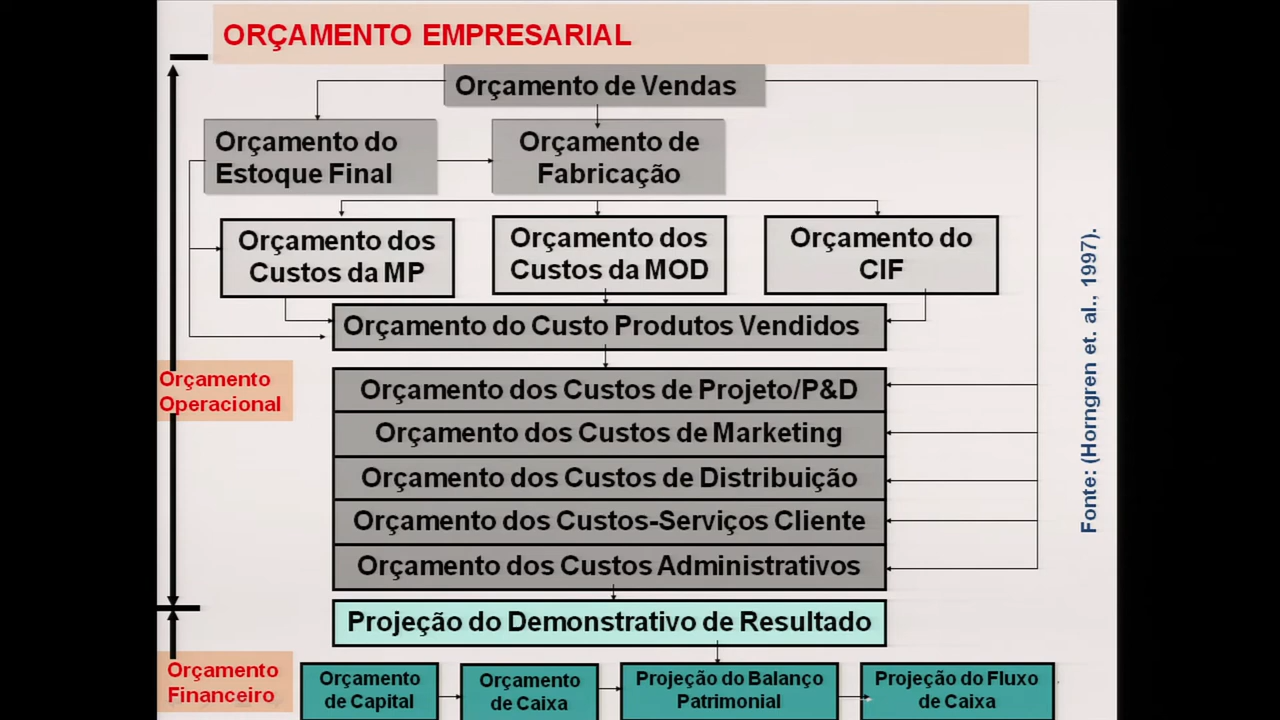 ORÇAMENTO EMPRESARIAL
Orçamento de Vendas
Orçamento do
Estoque Final
Orçamento de
Fabricação
Orçamento dos
Custos da MP
Orçamento dos
Custos da MOD
Orçamento do
CIF
Orçamento do Custo Produtos Vendidos
Orçamento
Operacional
Orçamento dos Custos de Projeto/P&D
Orçamento dos Custos de Marketing
Orçamento dos Custos de Distribuição
Orçamento dos Custos-Serviços Cliente
Orçamento dos Custos Administrativos
Projeção do Demonstrativo de Resultado
Orçamento
Financeiro
Orçamento
de Capital
Orçamento
de Caixa
Projeção do Balanço
Patrimonial
Projeção do Fluxo
de Caixa
Fonte: (Horngren et. al., 1997).